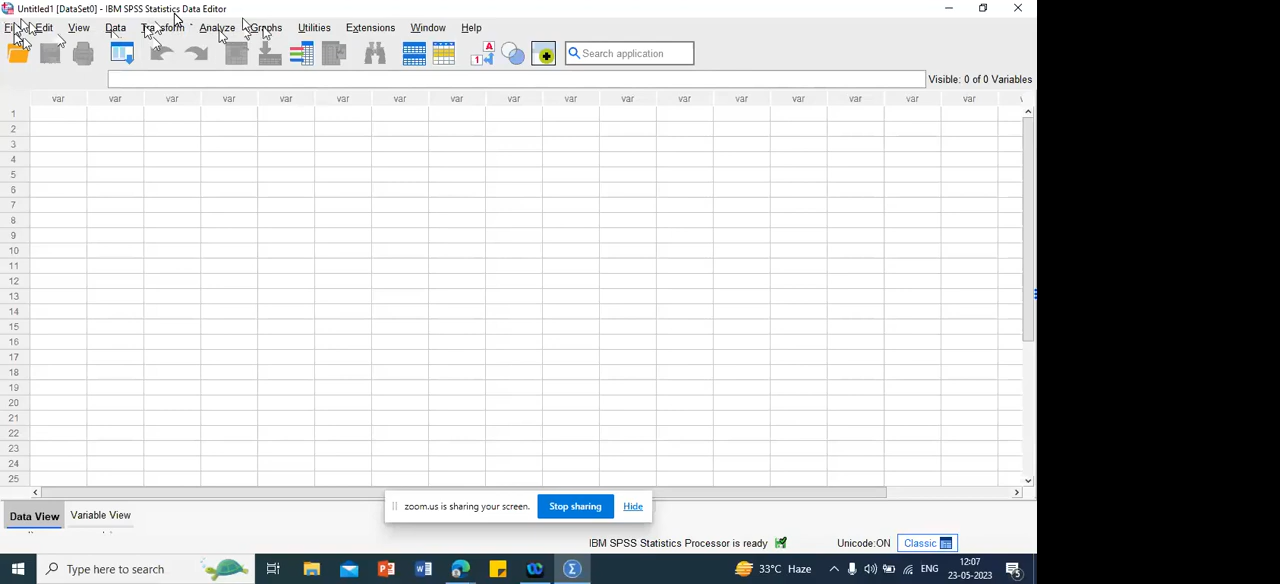 Untitled1 [DataSet0] - IBM SPSS Statistics Data Editor
Edit View Data Transform Analyze Graphs Utilities Extensions Window Help
Search application
Visible: 0 of 0 Variables
var var var var var var var var var var var var var var var var var
1
2
3
4
5
6
7
8
9
10
11
12
13
14
15
16
17
18
19
20
21
22
23
24
25
zoom.us is sharing your screen. Stop sharing Hide
Data View Variable View
IBM SPSS Statistics Processor is ready Unicode:ON Classic
Type here to search 33°C Haze ENG 12:07
23-05-2023 5